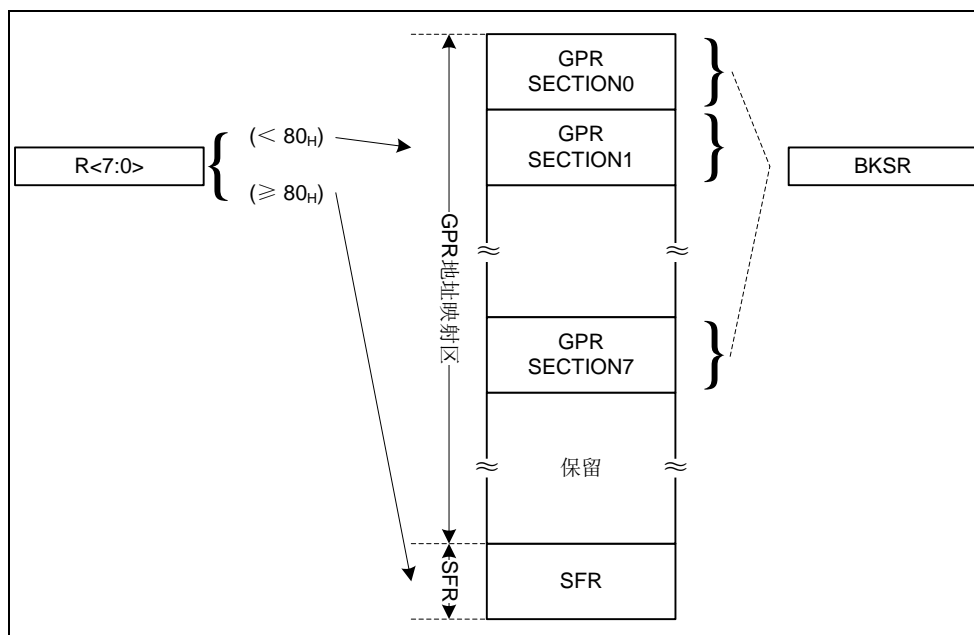 GPR
SECTION0
(< 80H)
GPR
SECTION1
R<7:0>
BKSR
(≥ 80H)
GPR地址映射区
GPR
SECTION7
保留
SFR
SFR